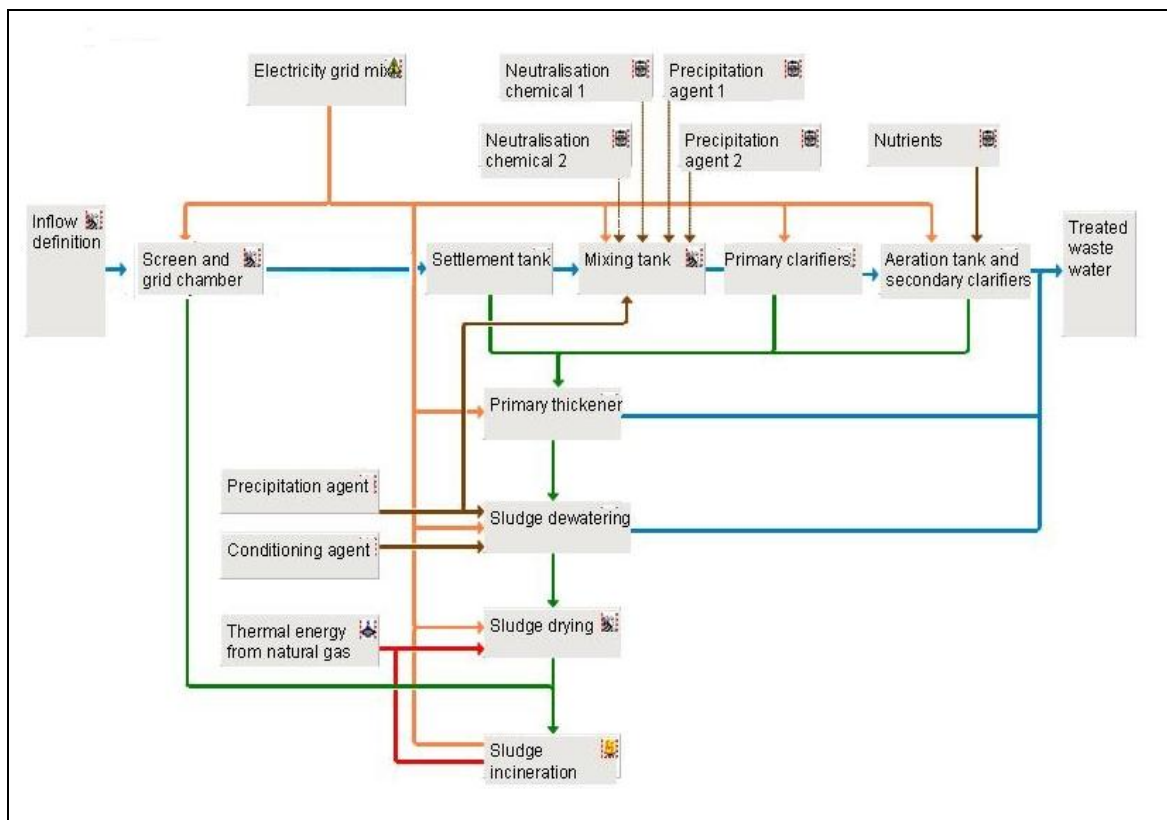 Electricity grid mix
Neutralisation
chemical 1
Precipitation
agent 1
Neutralisation
chemical 2
Precipitation
agent 2
Nutrients
Inflow
definition
Screen and
grid chamber
Settlement tank
Mixing tank
Primary clarifiers
Aeration tank and
secondary clarifiers
Treated
waste
water
Primary thickener
Precipitation agent
Sludge dewatering
Conditioning agent
Sludge drying
Thermal energy
from natural gas
Sludge
incineration